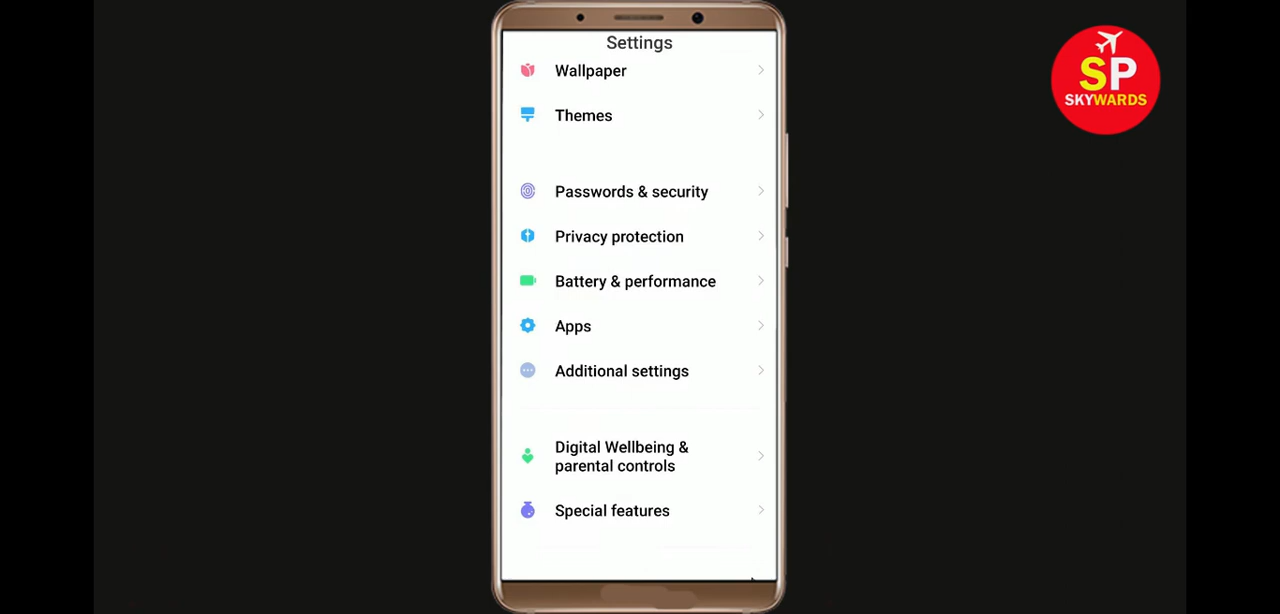 Settings
Wallpaper
Themes
Passwords & security
Privacy protection
Battery & performance
Apps
Additional settings
Digital Wellbeing &
parental controls
Special features
SP
SKYWARDS